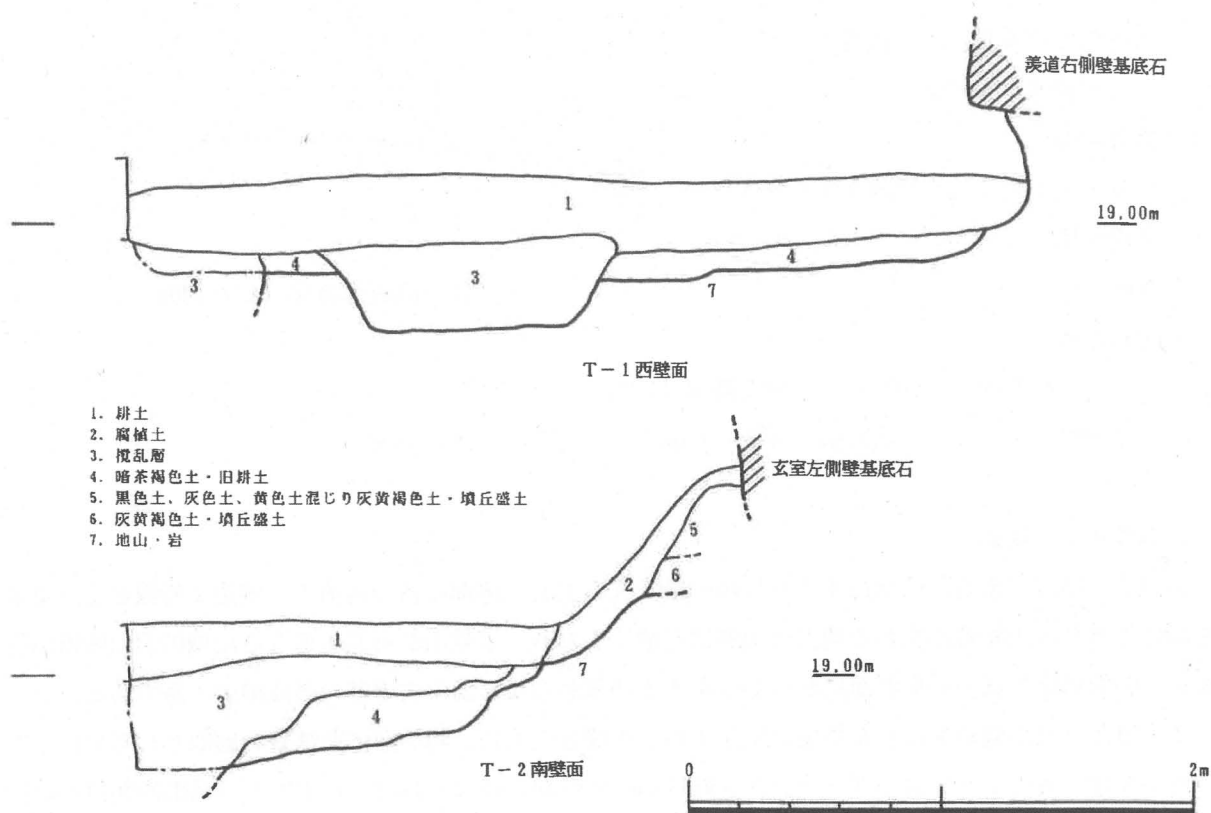 羨道右側壁基底石
1
19.00m
4
3
3
4
7
T-1西壁面
1. 耕土
2. 腐植土
3. 撹乱層
4. 暗茶褐色土・旧耕土
5. 黒色土、灰色土、黄色土混じり灰黄褐色土・墳丘盛土
6. 灰黄褐色土・墳丘盛土
7. 地山・岩
玄室左側壁基底石
5
2
6
1
7
19.00m
3
4
T-2南壁面
0
2m